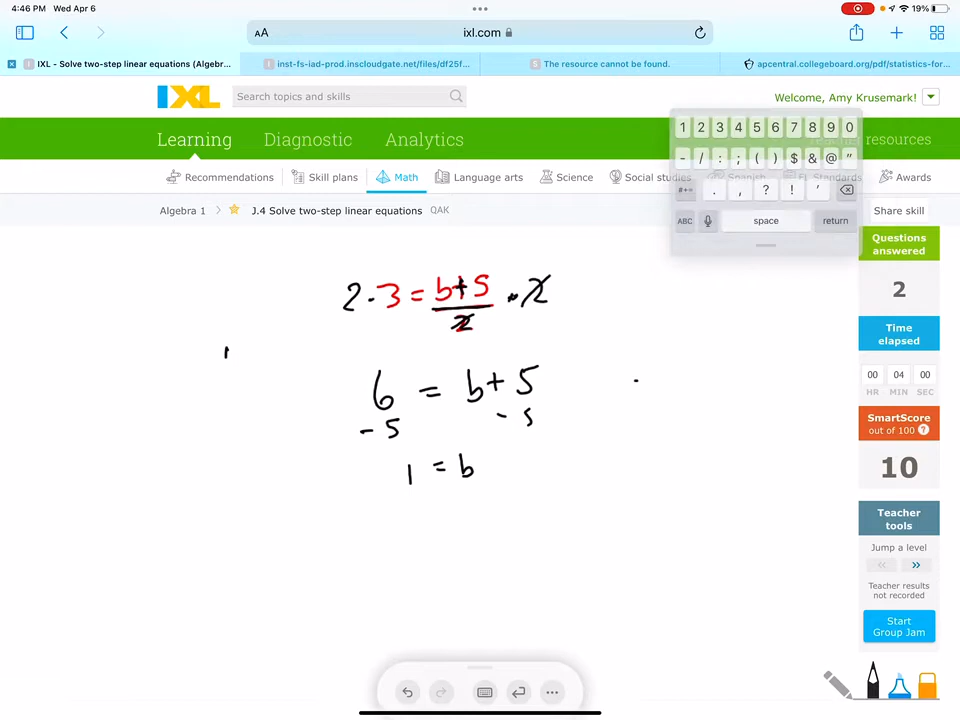 4:46 PM Wed Apr 6
19%
AA
ixl.com
IXL - Solve two-step linear equations (Algebr...
inst-fs-iad-prod.inscloudgate.net/files/df25f...
The resource cannot be found.
apcentral.collegeboard.org/pdf/statistics-for...
IXL
Search topics and skills
Welcome, Amy Krusemark!
Learning
Diagnostic
Analytics
resources
1 2 3 4 5 6 7 8 9 0
- / : ; ( ) $ & @ "
#+= . , ? ! '
ABC space return
Recommendations
Skill plans
Math
Language arts
Science
Social studies
Spanish
Standards
Awards
Algebra 1
J.4 Solve two-step linear equations
QAK
Share skill
Questions
answered
2
Time
elapsed
00 04 00
HR MIN SEC
SmartScore
out of 100 ?
10
Teacher
tools
Jump a level
<< >>
Teacher results
not recorded
Start
Group Jam
2 · 3 = b+5 · 2
2
6 = b + 5
- 5 - 5
1 = b